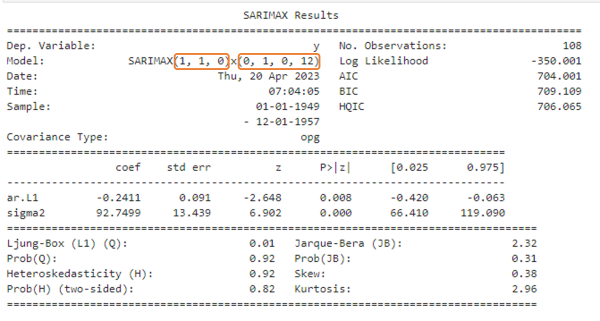 SARIMAX Results
Dep. Variable: y No. Observations: 108
Model: SARIMAX(1, 1, 0)x(0, 1, 0, 12) Log Likelihood -350.001
Date: Thu, 20 Apr 2023 AIC 704.001
Time: 07:04:05 BIC 709.109
Sample: 01-01-1949 HQIC 706.065
- 12-01-1957
Covariance Type: opg
coef std err z P>|z| [0.025 0.975]
ar.L1 -0.2411 0.091 -2.648 0.008 -0.420 -0.063
sigma2 92.7499 13.439 6.902 0.000 66.410 119.090
Ljung-Box (L1) (Q): 0.01 Jarque-Bera (JB): 2.32
Prob(Q): 0.92 Prob(JB): 0.31
Heteroskedasticity (H): 0.92 Skew: 0.38
Prob(H) (two-sided): 0.82 Kurtosis: 2.96